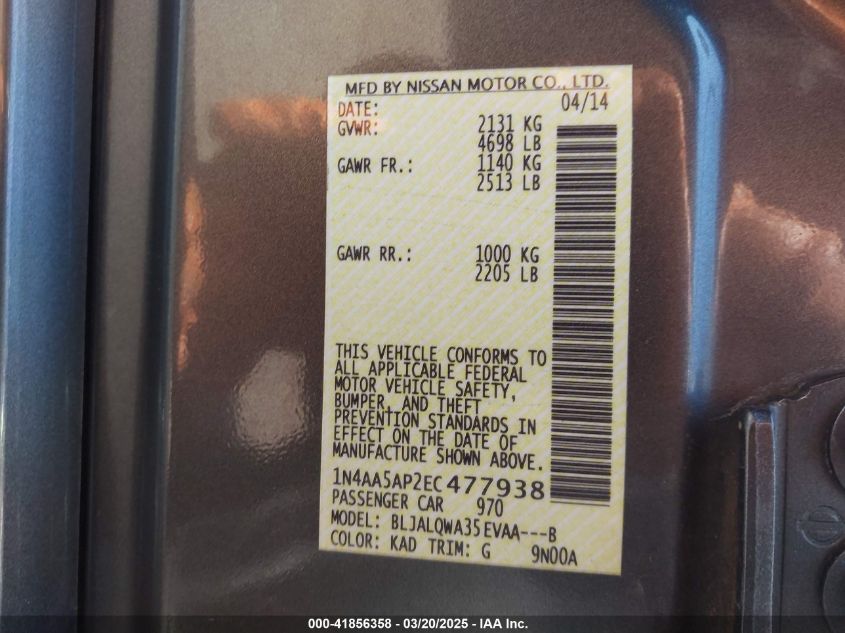 MFD BY NISSAN MOTOR CO., LTD.
DATE: 04/14
GVWR: 2131 KG
4698 LB
GAWR FR.: 1140 KG
2513 LB
GAWR RR.: 1000 KG
2205 LB
THIS VEHICLE CONFORMS TO
ALL APPLICABLE FEDERAL
MOTOR VEHICLE SAFETY,
BUMPER, AND THEFT
PREVENTION STANDARDS IN
EFFECT ON THE DATE OF
MANUFACTURE SHOWN ABOVE.
1N4AA5AP2EC477938
PASSENGER CAR 970
MODEL: BLJALQWA35EVAA---B
COLOR: KAD TRIM: G 9N00A
000-41856358 - 03/20/2025 - IAA Inc.